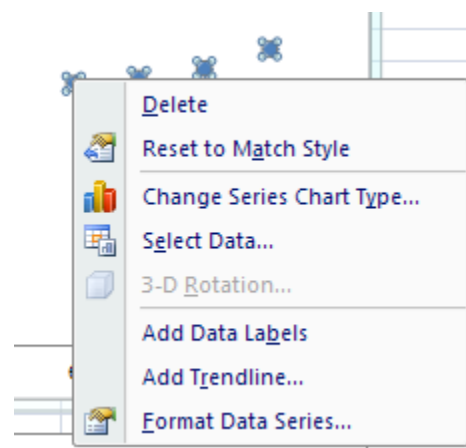 Delete
Reset to Match Style
Change Series Chart Type...
Select Data...
3-D Rotation...
Add Data Labels
Add Trendline...
Format Data Series...